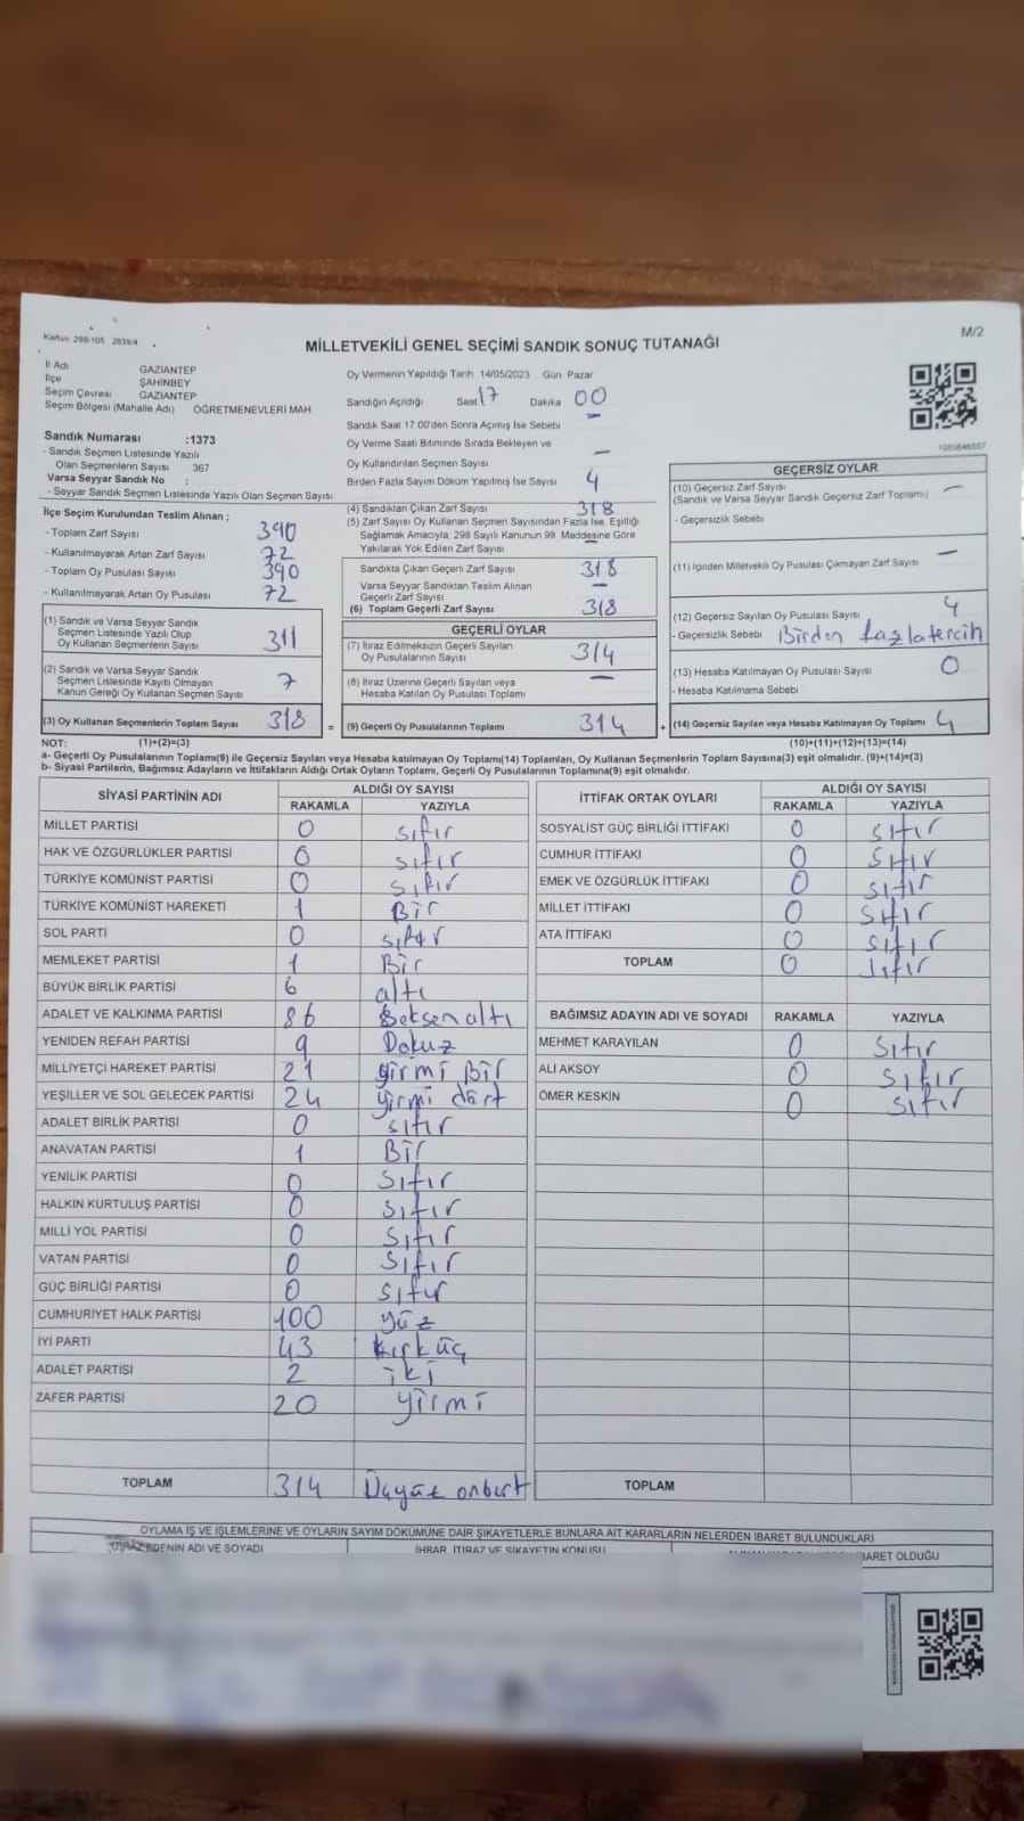 Kanun 298/105 2839/4
M/2
MİLLETVEKİLİ GENEL SEÇİMİ SANDIK SONUÇ TUTANAĞI
İl Adı GAZİANTEP
İlçe ŞAHİNBEY
Seçim Çevresi GAZİANTEP
Seçim Bölgesi (Mahalle Adı) ÖĞRETMENEVLERİ MAH
Sandık Numarası :1373
- Sandık Seçmen Listesinde Yazılı
Olan Seçmenlerin Sayısı 367
Varsa Seyyar Sandık No :
- Seyyar Sandık Seçmen Listesinde Yazılı Olan Seçmen Sayısı
Oy Vermenin Yapıldığı Tarih 14/05/2023 Gün Pazar
Sandığın Açıldığı Saat 17 Dakika 00
Sandık Saat 17.00'den Sonra Açılmış İse Sebebi —
Oy Verme Saati Bitiminde Sırada Bekleyen ve
Oy Kullandırılan Seçmen Sayısı —
Birden Fazla Sayım Döküm Yapılmış İse Sayısı 4
İlçe Seçim Kurulundan Teslim Alınan ;
- Toplam Zarf Sayısı 390
- Kullanılmayarak Artan Zarf Sayısı 72
- Toplam Oy Pusulası Sayısı 390
- Kullanılmayarak Artan Oy Pusulası 72
(1) Sandık ve Varsa Seyyar Sandık
Seçmen Listesinde Yazılı Olup
Oy Kullanan Seçmenlerin Sayısı 311
(2) Sandık ve Varsa Seyyar Sandık
Seçmen Listesinde Kayıtlı Olmayan
Kanun Gereği Oy Kullanan Seçmen Sayısı 7
(3) Oy Kullanan Seçmenlerin Toplam Sayısı 318 =
(4) Sandıktan Çıkan Zarf Sayısı 318
(5) Zarf Sayısı Oy Kullanan Seçmen Sayısından Fazla İse, Eşitliği
Sağlamak Amacıyla, 298 Sayılı Kanunun 98. Maddesine Göre
Yakılarak Yok Edilen Zarf Sayısı —
Sandıkta Çıkan Geçerli Zarf Sayısı 318
Varsa Seyyar Sandıktan Teslim Alınan
Geçerli Zarf Sayısı —
(6) Toplam Geçerli Zarf Sayısı 318
GEÇERLİ OYLAR
(7) İtiraz Edilmeksizin Geçerli Sayılan
Oy Pusulalarının Sayısı 314
(8) İtiraz Üzerine Geçerli Sayılan veya
Hesaba Katılan Oy Pusulası Toplamı —
(9) Geçerli Oy Pusulalarının Toplamı 314 +
GEÇERSİZ OYLAR
(10) Geçersiz Zarf Sayısı —
(Sandık ve Varsa Seyyar Sandık Geçersiz Zarf Toplamı)
- Geçersizlik Sebebi
(11) İçinden Milletvekili Oy Pusulası Çıkmayan Zarf Sayısı —
(12) Geçersiz Sayılan Oy Pusulası Sayısı 4
- Geçersizlik Sebebi Birden fazla tercih
(13) Hesaba Katılmayan Oy Pusulası Sayısı 0
- Hesaba Katılmama Sebebi
(14) Geçersiz Sayılan veya Hesaba Katılmayan Oy Toplamı 4
NOT: (1)+(2)=(3) (10)+(11)+(12)+(13)=(14)
a- Geçerli Oy Pusulalarının Toplamı(9) ile Geçersiz Sayılan veya Hesaba katılmayan Oy Toplamı(14) Toplamları, Oy Kullanan Seçmenlerin Toplam Sayısına(3) eşit olmalıdır. (9)+(14)=(3)
b- Siyasi Partilerin, Bağımsız Adayların ve İttifakların Aldığı Ortak Oyların Toplamı, Geçerli Oy Pusulalarının Toplamına(9) eşit olmalıdır.
SİYASİ PARTİNİN ADI ALDIĞI OY SAYISI
RAKAMLA YAZIYLA
MİLLET PARTİSİ 0 sıfır
HAK VE ÖZGÜRLÜKLER PARTİSİ 0 sıfır
TÜRKİYE KOMÜNİST PARTİSİ 0 sıfır
TÜRKİYE KOMÜNİST HAREKETİ 1 Bir
SOL PARTİ 0 sıfır
MEMLEKET PARTİSİ 1 Bir
BÜYÜK BİRLİK PARTİSİ 6 altı
ADALET VE KALKINMA PARTİSİ 86 Seksen altı
YENİDEN REFAH PARTİSİ 9 Dokuz
MİLLİYETÇİ HAREKET PARTİSİ 21 yirmi Bir
YEŞİLLER VE SOL GELECEK PARTİSİ 24 yirmi dört
ADALET BİRLİK PARTİSİ 0 sıfır
ANAVATAN PARTİSİ 1 Bir
YENİLİK PARTİSİ 0 sıfır
HALKIN KURTULUŞ PARTİSİ 0 sıfır
MİLLİ YOL PARTİSİ 0 sıfır
VATAN PARTİSİ 0 sıfır
GÜÇ BİRLİĞİ PARTİSİ 0 sıfır
CUMHURİYET HALK PARTİSİ 100 yüz
İYİ PARTİ 43 kırküç
ADALET PARTİSİ 2 iki
ZAFER PARTİSİ 20 yirmi
TOPLAM 314 Üçyüz ondört
İTTİFAK ORTAK OYLARI ALDIĞI OY SAYISI
RAKAMLA YAZIYLA
SOSYALİST GÜÇ BİRLİĞİ İTTİFAKI 0 sıfır
CUMHUR İTTİFAKI 0 sıfır
EMEK VE ÖZGÜRLÜK İTTİFAKI 0 sıfır
MİLLET İTTİFAKI 0 sıfır
ATA İTTİFAKI 0 sıfır
TOPLAM 0 sıfır
BAĞIMSIZ ADAYIN ADI VE SOYADI RAKAMLA YAZIYLA
MEHMET KARAYILAN 0 sıfır
ALİ AKSOY 0 sıfır
ÖMER KESKİN 0 sıfır
TOPLAM
OYLAMA İŞ VE İŞLEMLERİNE VE OYLARIN SAYIM DÖKÜMÜNE DAİR ŞİKAYETLERLE BUNLARA AİT KARARLARIN NELERDEN İBARET BULUNDUKLARI
İTİRAZ EDENİN ADI VE SOYADI İHBAR, İTİRAZ VE ŞİKAYETİN KONUSU İBARET OLDUĞU